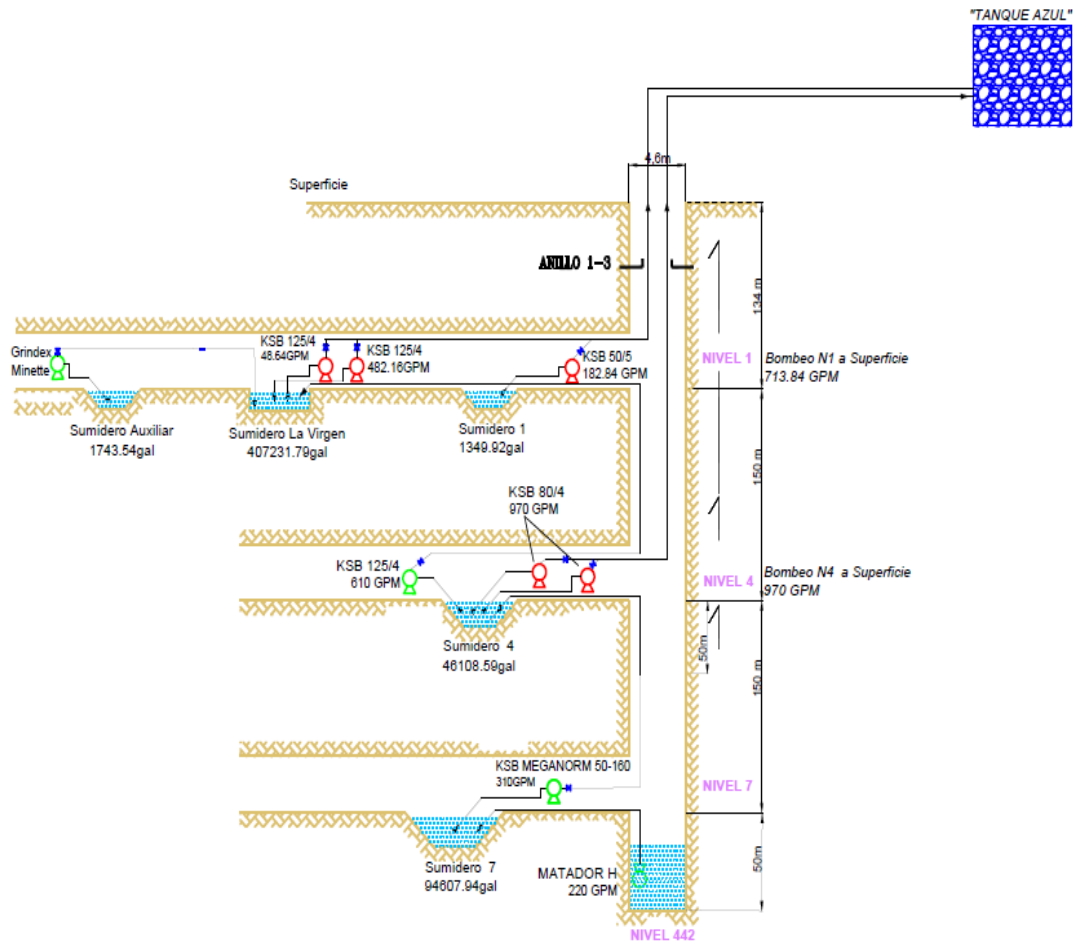 "TANQUE AZUL"
4,6m
Superficie
ANILLO 1-3
134 m
Grindex
Minette
KSB 125/4
48.64GPM
KSB 125/4
482.16GPM
KSB 50/5
182.84 GPM
NIVEL 1
Bombeo N1 a Superficie
713.84 GPM
Sumidero Auxiliar
1743.54gal
Sumidero La Virgen
407231.79gal
Sumidero 1
1349.92gal
150 m
KSB 80/4
970 GPM
KSB 125/4
610 GPM
NIVEL 4
Bombeo N4 a Superficie
970 GPM
Sumidero 4
46108.59gal
50m
150 m
KSB MEGANORM 50-160
310GPM
NIVEL 7
Sumidero 7
94607.94gal
MATADOR H
220 GPM
50m
NIVEL 442